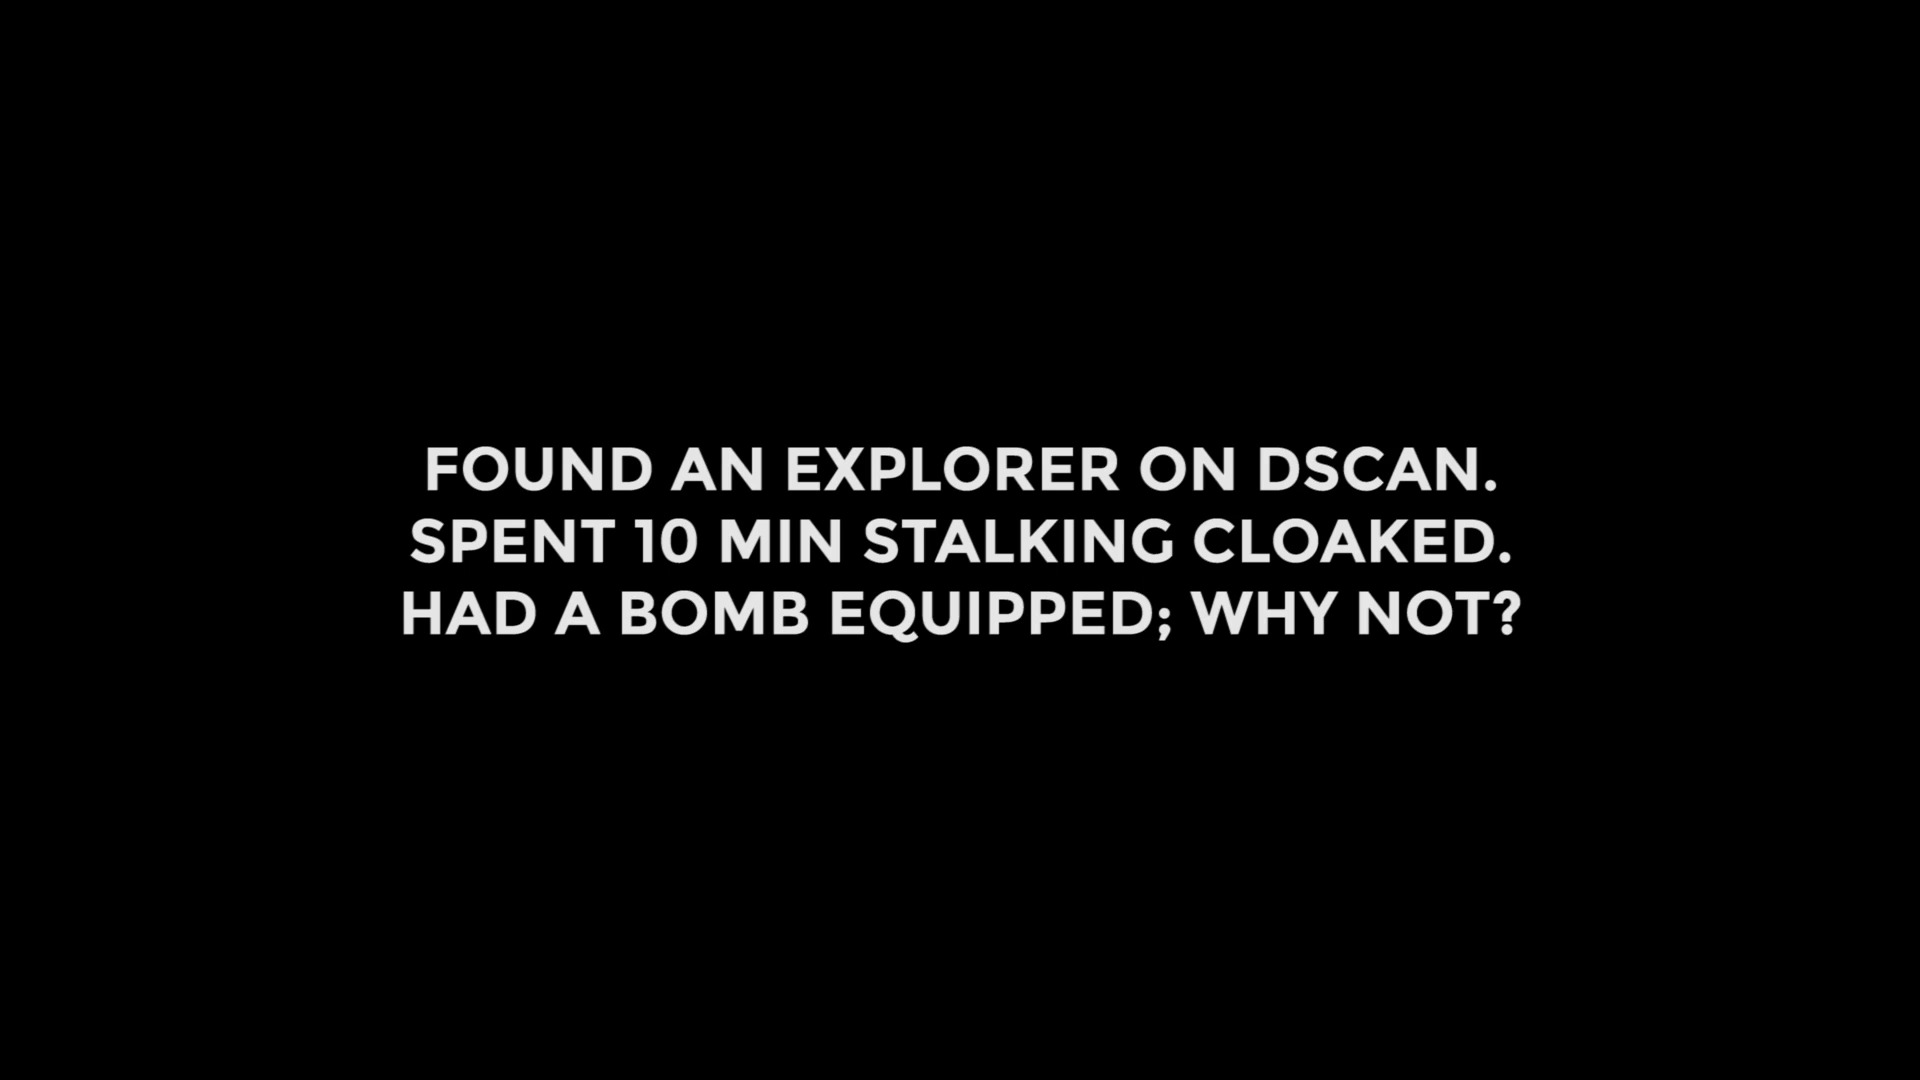 FOUND AN EXPLORER ON DSCAN.
SPENT 10 MIN STALKING CLOAKED.
HAD A BOMB EQUIPPED; WHY NOT?